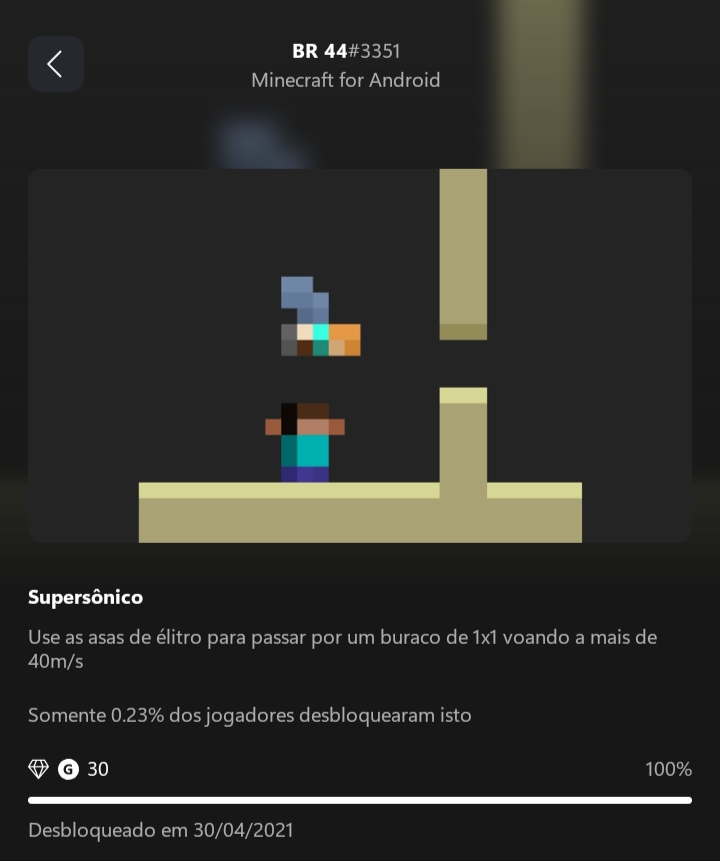 BR 44#3351
Minecraft for Android
Supersônico
Use as asas de élitro para passar por um buraco de 1x1 voando a mais de
40m/s
Somente 0.23% dos jogadores desbloquearam isto
G 30 100%
Desbloqueado em 30/04/2021